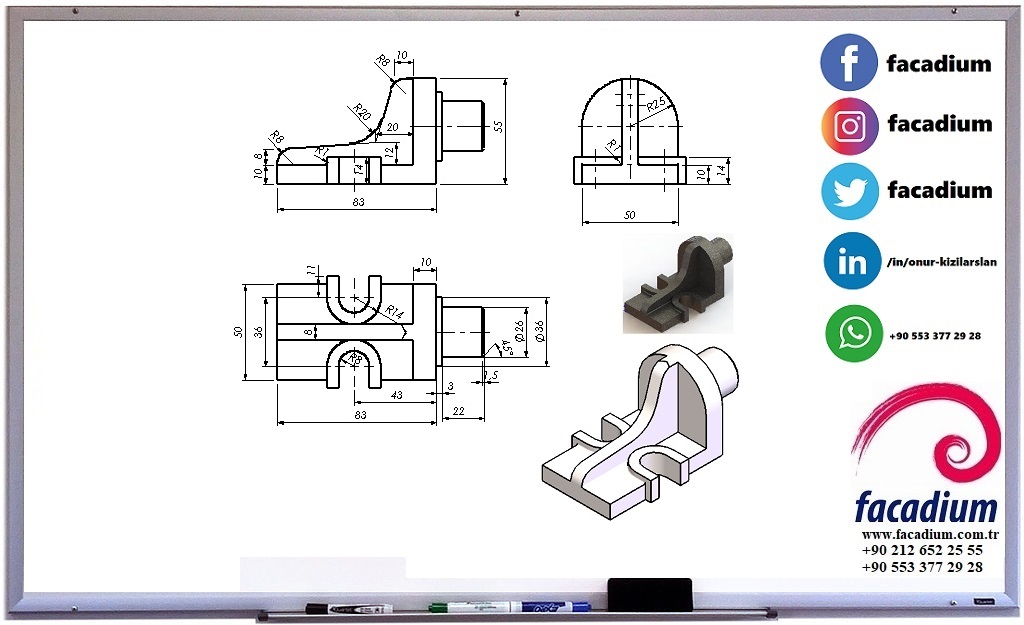 10
R8
R20
20
R8
R1
12
8
10
14
83
55
R25
R1
10
14
50
11
10
R14
50
36
8
R8
Ø26
Ø36
45°
1,5
3
43
22
83
facadium
facadium
facadium
/in/onur-kizilarslan
+90 553 377 29 28
facadium
www.facadium.com.tr
+90 212 652 25 55
+90 553 377 29 28